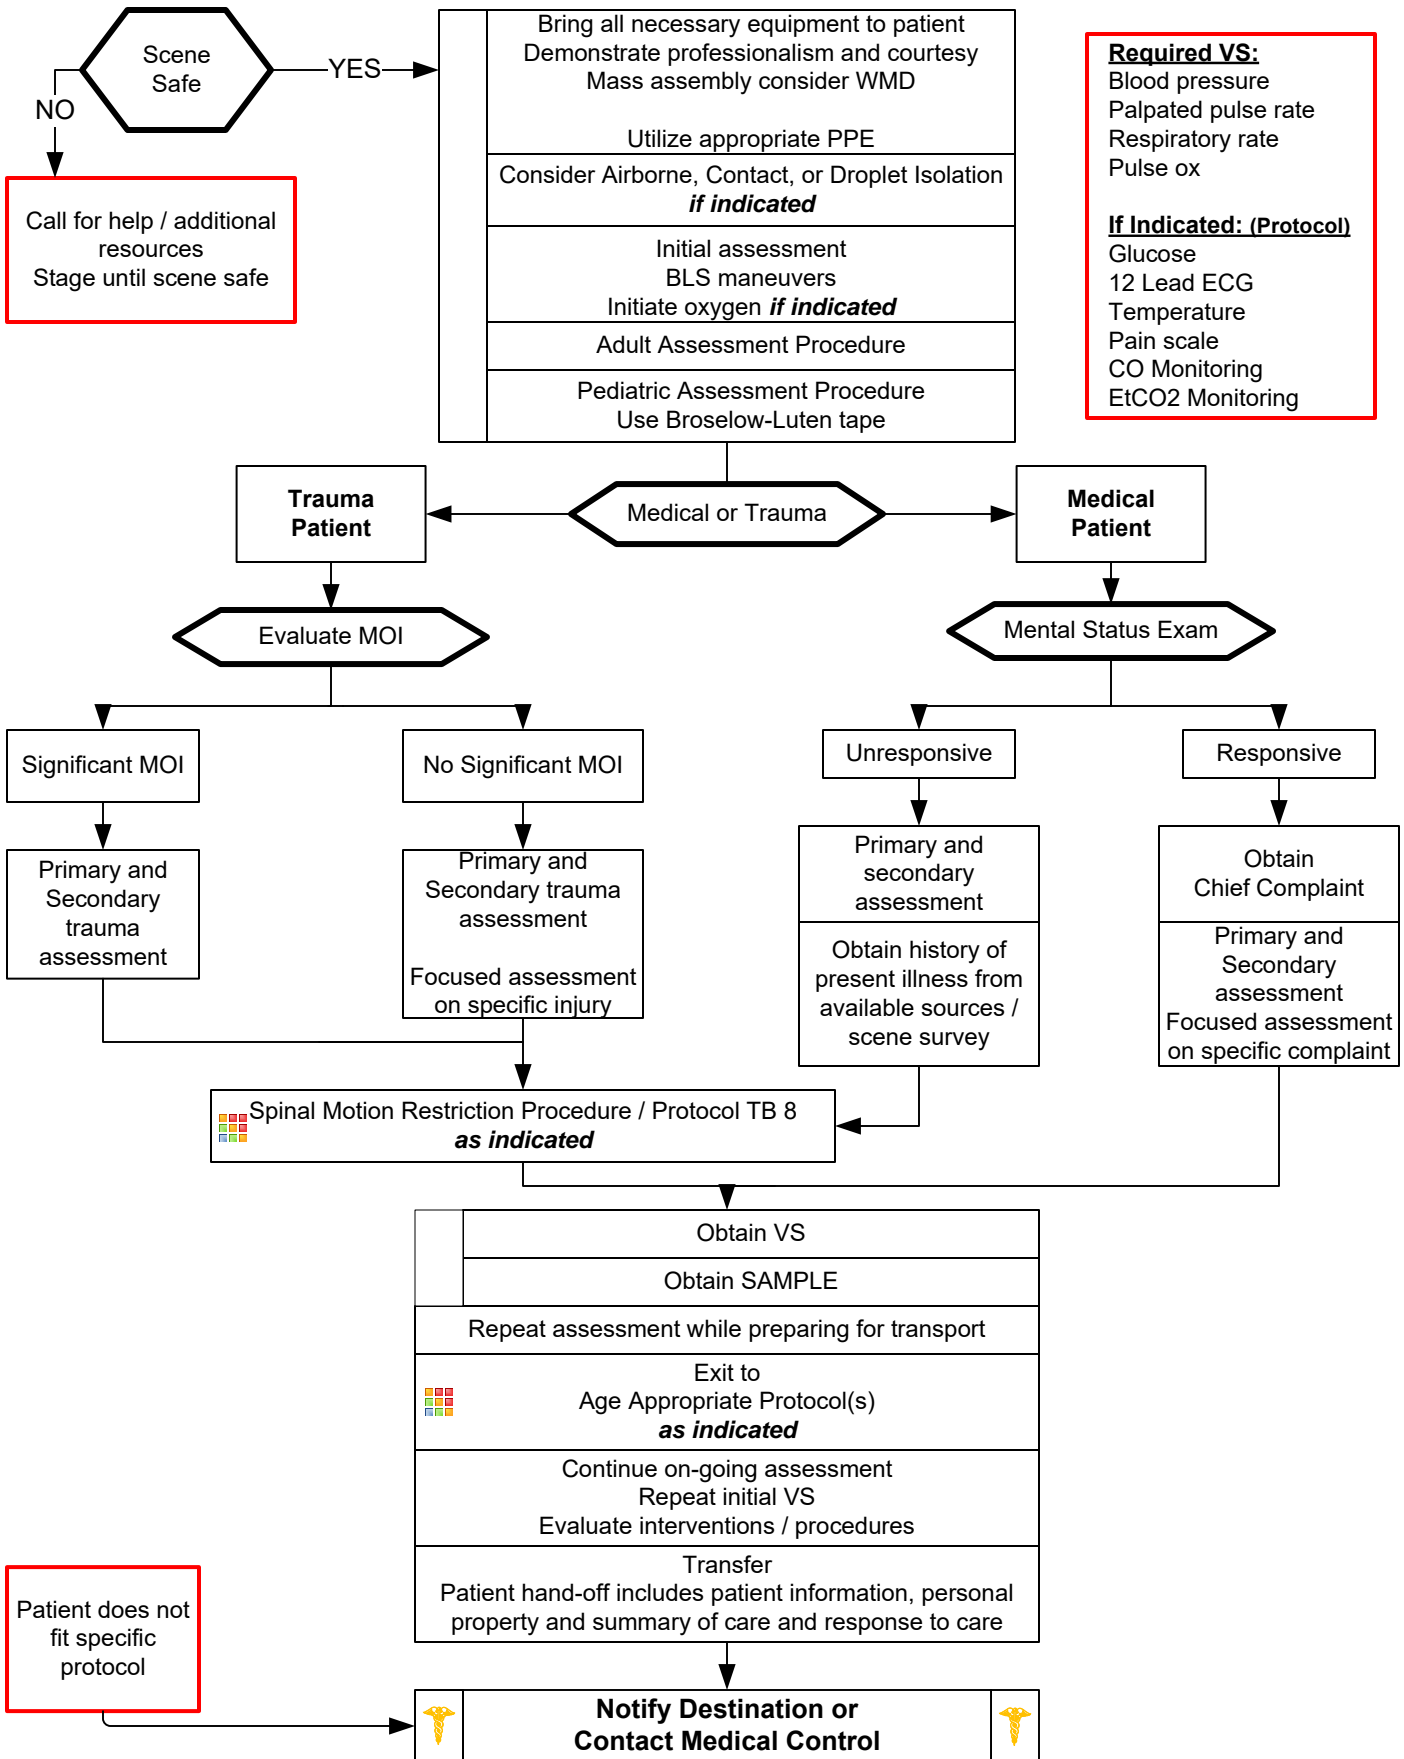 Scene
Safe
YES
NO
Call for help / additional
resources
Stage until scene safe
Bring all necessary equipment to patient
Demonstrate professionalism and courtesy
Mass assembly consider WMD
Utilize appropriate PPE
Consider Airborne, Contact, or Droplet Isolation
if indicated
Initial assessment
BLS maneuvers
Initiate oxygen if indicated
Adult Assessment Procedure
Pediatric Assessment Procedure
Use Broselow-Luten tape
Required VS:
Blood pressure
Palpated pulse rate
Respiratory rate
Pulse ox
If Indicated: (Protocol)
Glucose
12 Lead ECG
Temperature
Pain scale
CO Monitoring
EtCO2 Monitoring
Trauma
Patient
Medical or Trauma
Medical
Patient
Evaluate MOI
Mental Status Exam
Significant MOI
No Significant MOI
Unresponsive
Responsive
Primary and
Secondary
trauma
assessment
Primary and
Secondary trauma
assessment
Focused assessment
on specific injury
Primary and
secondary
assessment
Obtain history of
present illness from
available sources /
scene survey
Obtain
Chief Complaint
Primary and
Secondary
assessment
Focused assessment
on specific complaint
Spinal Motion Restriction Procedure / Protocol TB 8
as indicated
Obtain VS
Obtain SAMPLE
Repeat assessment while preparing for transport
Exit to
Age Appropriate Protocol(s)
as indicated
Continue on-going assessment
Repeat initial VS
Evaluate interventions / procedures
Transfer
Patient hand-off includes patient information, personal
property and summary of care and response to care
Patient does not
fit specific
protocol
Notify Destination or
Contact Medical Control